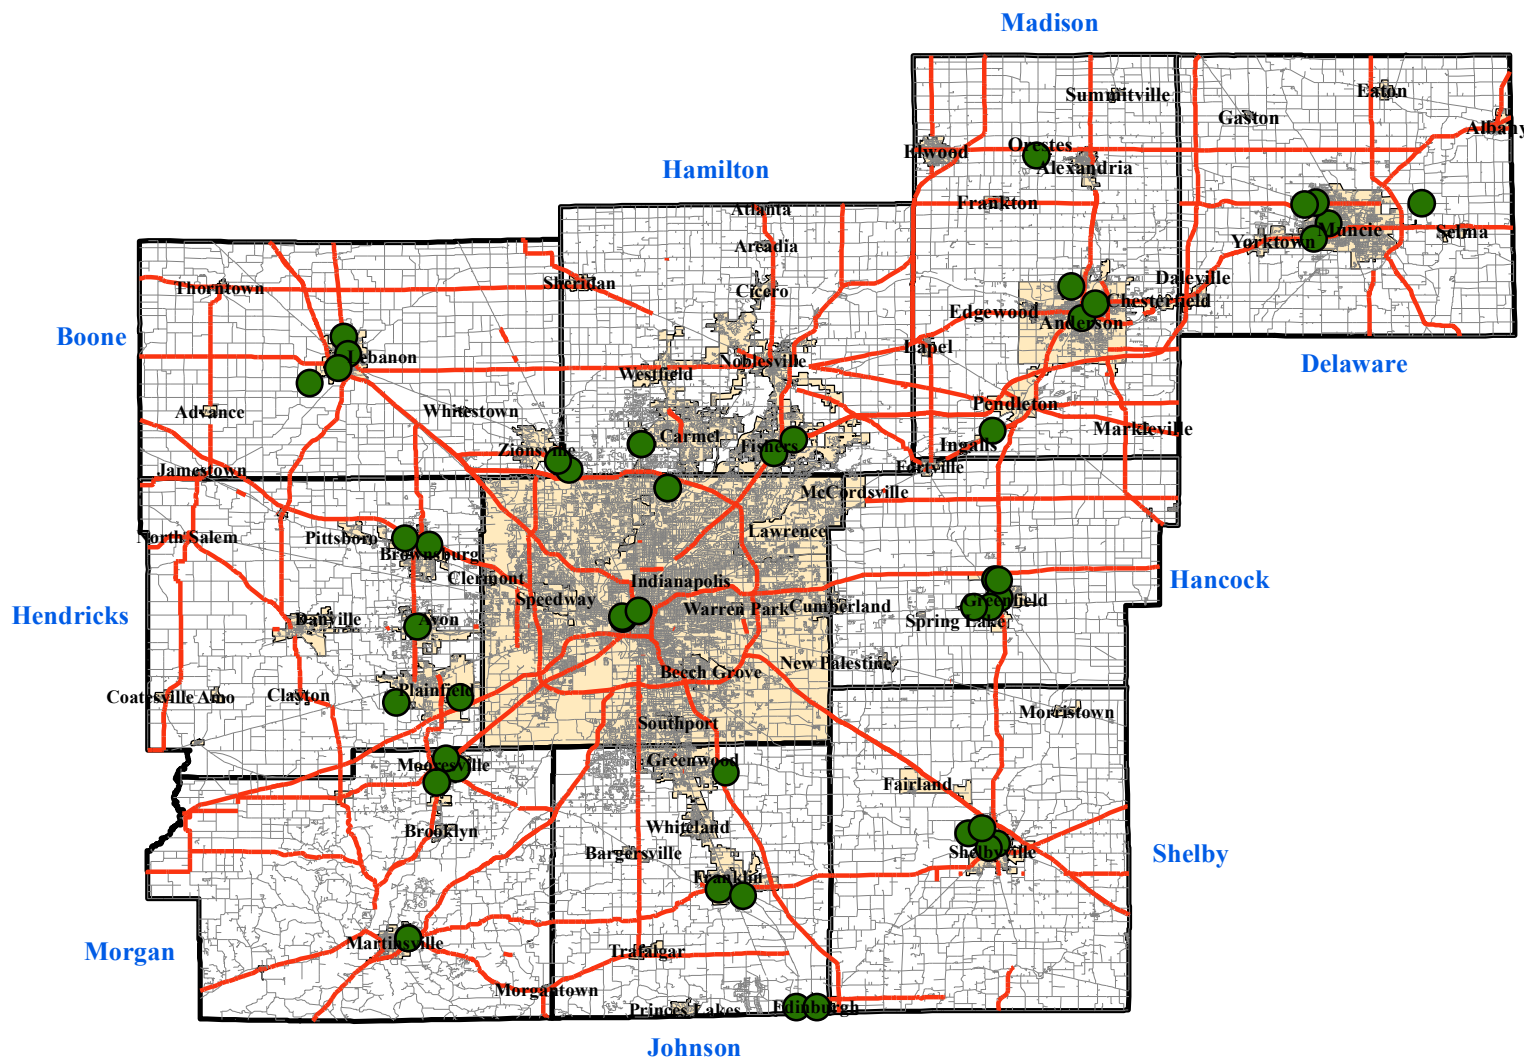 Madison
Summitville
Eaton
Gaston
Albany
Orestes
Elwood
Alexandria
Hamilton
Frankton
Atlanta
Muncie
Selma
Yorktown
Arcadia
Daleville
Sheridan
Thorntown
Cicero
Chesterfield
Edgewood
Anderson
Boone
Lapel
Lebanon
Noblesville
Delaware
Westfield
Pendleton
Advance
Whitestown
Markleville
Carmel
Ingalls
Fishers
Zionsville
Fortville
Jamestown
McCordsville
Lawrence
North Salem
Pittsboro
Brownsburg
Clermont
Indianapolis
Hancock
Speedway
Warren Park
Cumberland
Greenfield
Hendricks
Danville
Avon
Spring Lake
New Palestine
Beech Grove
Plainfield
Coatesville
Amo
Clayton
Morristown
Southport
Greenwood
Mooresville
Fairland
Whiteland
Brooklyn
Bargersville
Shelbyville
Shelby
Franklin
Martinsville
Morgan
Trafalgar
Morgantown
Princes Lakes
Edinburgh
Johnson